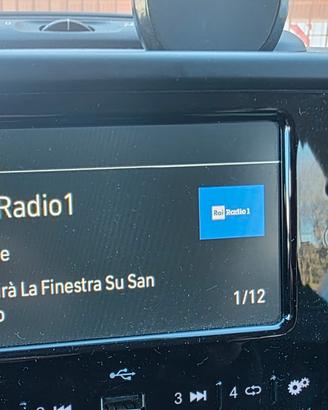 Radio1
Rai Radio 1
e
rà La Finestra Su San
o
1/12
3 4